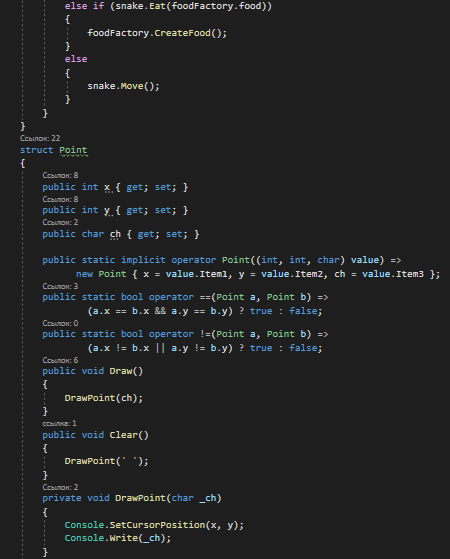 else if (snake.Eat(foodFactory.food))
{
foodFactory.CreateFood();
}
else
{
snake.Move();
}
}
}
Ссылок: 22
struct Point
{
Ссылок: 8
public int x { get; set; }
Ссылок: 8
public int y { get; set; }
Ссылок: 2
public char ch { get; set; }
public static implicit operator Point((int, int, char) value) =>
new Point { x = value.Item1, y = value.Item2, ch = value.Item3 };
Ссылок: 3
public static bool operator ==(Point a, Point b) =>
(a.x == b.x && a.y == b.y) ? true : false;
Ссылок: 0
public static bool operator !=(Point a, Point b) =>
(a.x != b.x || a.y != b.y) ? true : false;
Ссылок: 6
public void Draw()
{
DrawPoint(ch);
}
ссылка: 1
public void Clear()
{
DrawPoint(' ');
}
Ссылок: 2
private void DrawPoint(char _ch)
{
Console.SetCursorPosition(x, y);
Console.Write(_ch);
}